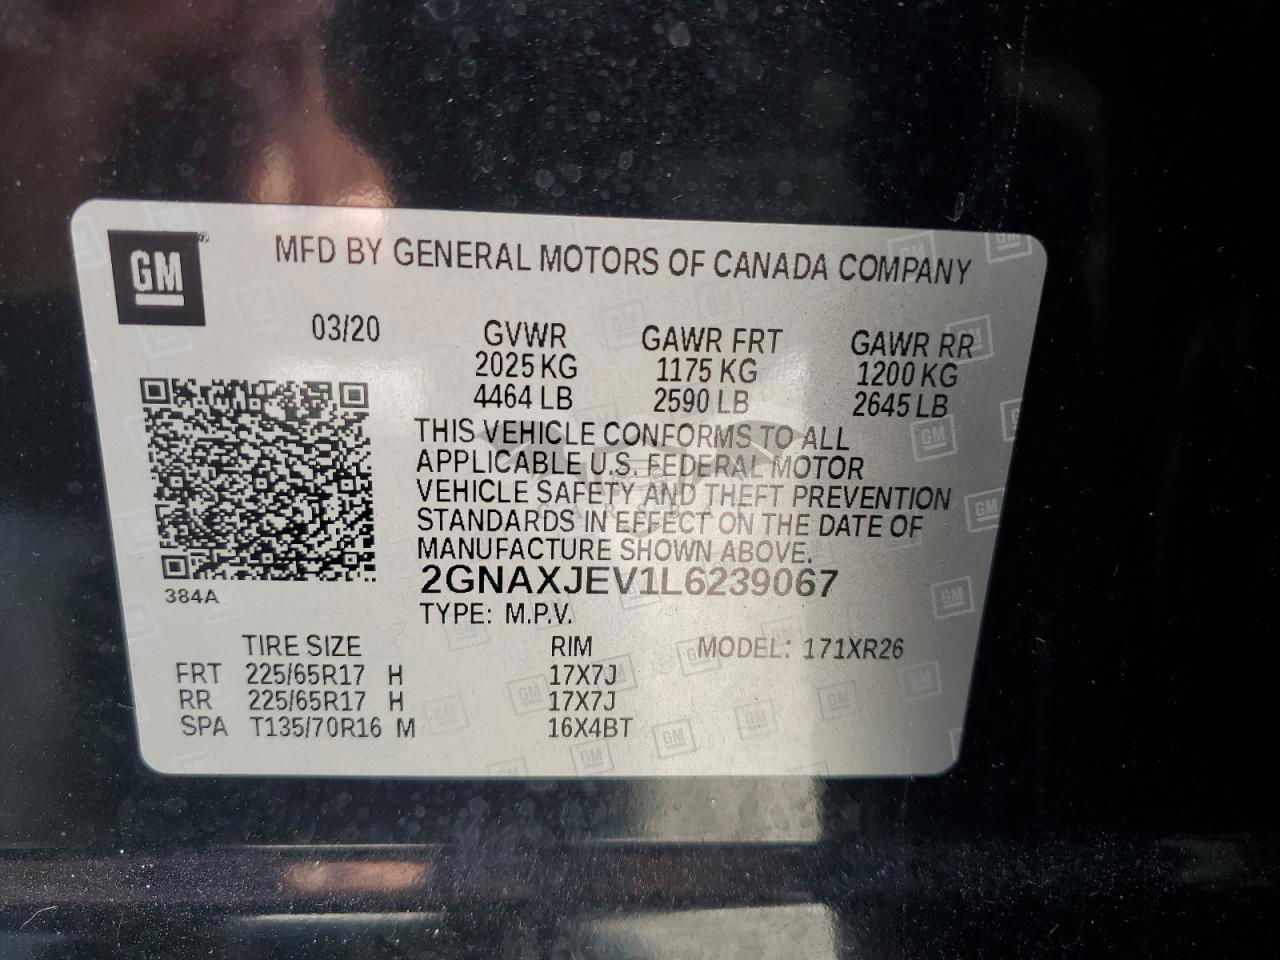 GM
MFD BY GENERAL MOTORS OF CANADA COMPANY
03/20
GVWR GAWR FRT GAWR RR
2025 KG 1175 KG 1200 KG
4464 LB 2590 LB 2645 LB
THIS VEHICLE CONFORMS TO ALL
APPLICABLE U.S. FEDERAL MOTOR
VEHICLE SAFETY AND THEFT PREVENTION
STANDARDS IN EFFECT ON THE DATE OF
MANUFACTURE SHOWN ABOVE.
2GNAXJEV1L6239067
384A
TYPE: M.P.V.
TIRE SIZE RIM MODEL: 171XR26
FRT 225/65R17 H 17X7J
RR 225/65R17 H 17X7J
SPA T135/70R16 M 16X4BT